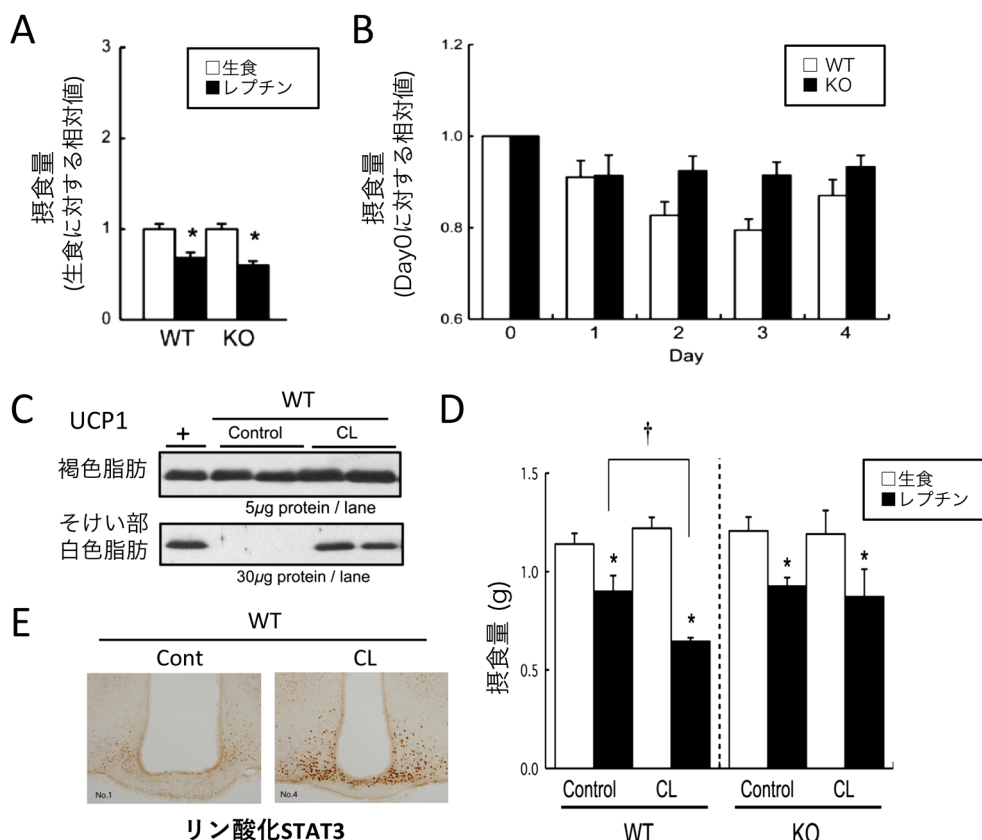 A
3
2
1
0
摂食量
(生食に対する相対値)
生食
レプチン
*
*
WT KO
B
1.2
1.0
0.8
0.6
摂食量
(Day0に対する相対値)
WT
KO
0 1 2 3 4
Day
C
WT
UCP1
+ Control CL
褐色脂肪
5μg protein / lane
そけい部
白色脂肪
30μg protein / lane
D
†
1.5
1.0
0.5
0.0
摂食量 (g)
生食
レプチン
*
*
*
*
Control CL Control CL
WT KO
E
WT
Cont CL
No.1 No.4
リン酸化STAT3